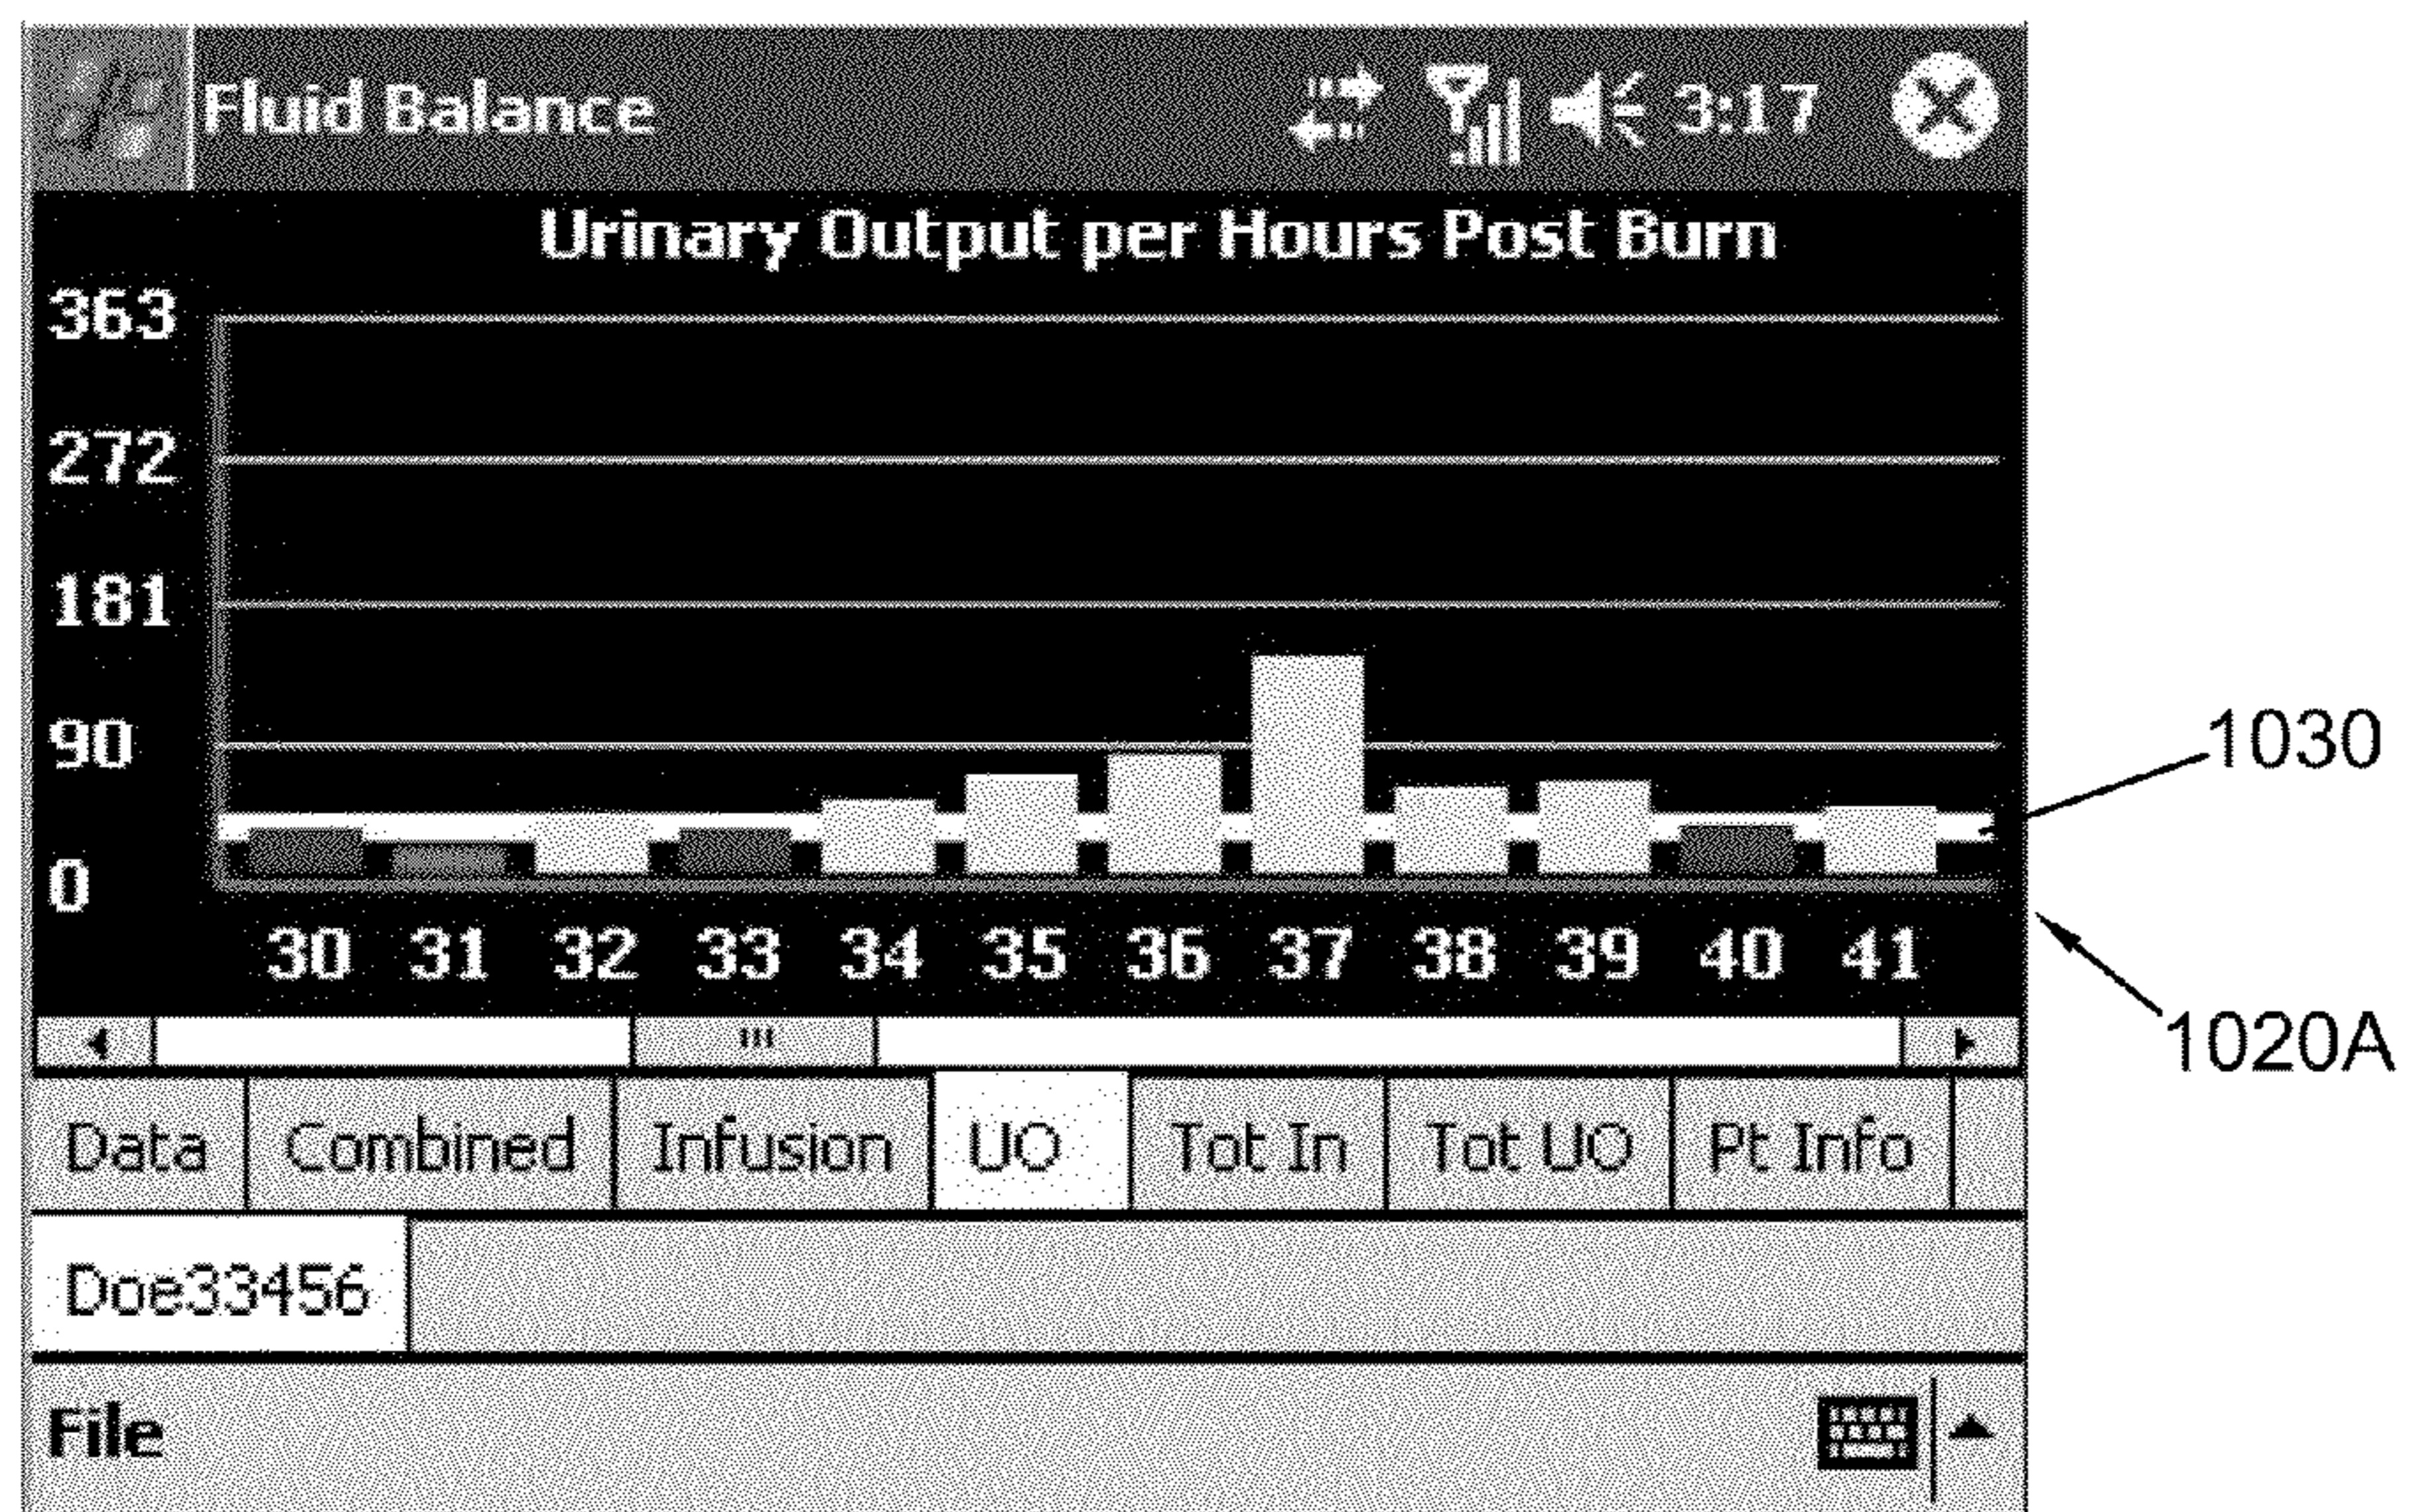 Fluid Balance 3:17
Urinary Output per Hours Post Burn
363
272
181
90
0
30 31 32 33 34 35 36 37 38 39 40 41
1030
1020A
Data Combined Infusion UO Tot In Tot UO Pt Info
Doe33456
File